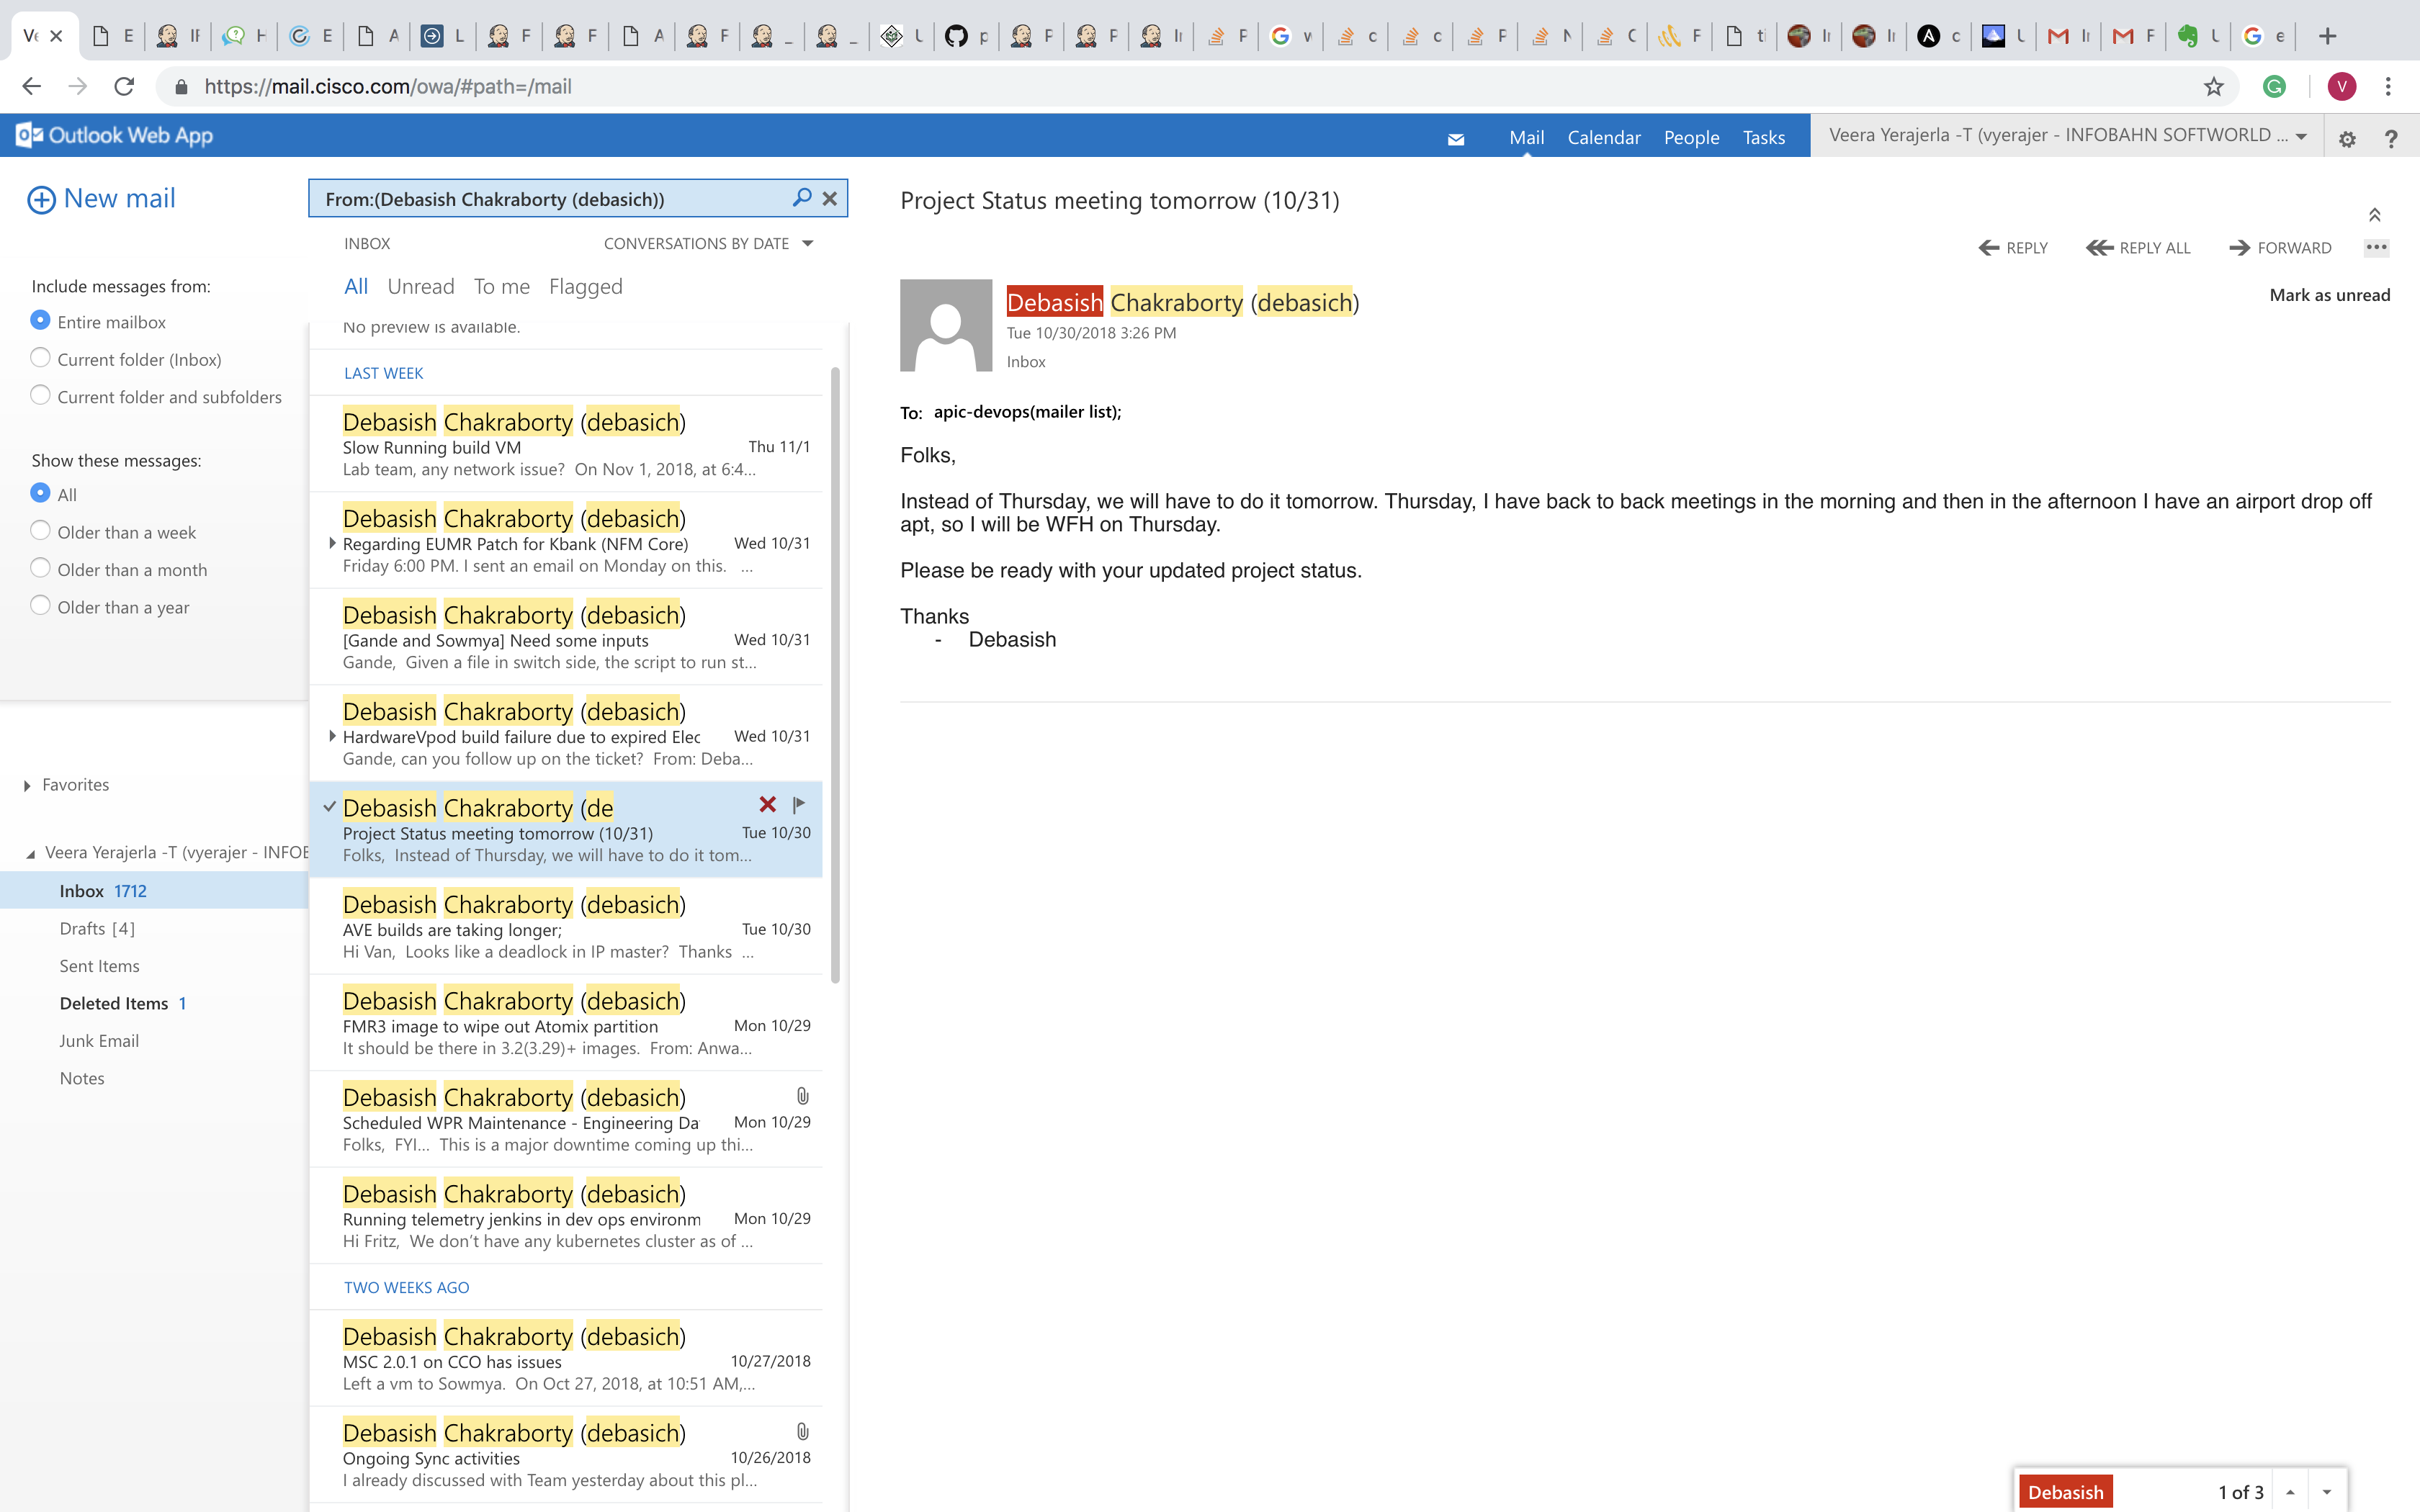 https://mail.cisco.com/owa/#path=/mail
V
Outlook Web App
Mail Calendar People Tasks
Veera Yerajerla -T (vyerajer - INFOBAHN SOFTWORLD ...
?
New mail
Include messages from:
Entire mailbox
Current folder (Inbox)
Current folder and subfolders
Show these messages:
All
Older than a week
Older than a month
Older than a year
Favorites
Veera Yerajerla -T (vyerajer - INFOB
Inbox 1712
Drafts [4]
Sent Items
Deleted Items 1
Junk Email
Notes
From:(Debasish Chakraborty (debasich))
INBOX CONVERSATIONS BY DATE
All Unread To me Flagged
No preview is available.
LAST WEEK
Debasish Chakraborty (debasich)
Slow Running build VM Thu 11/1
Lab team, any network issue? On Nov 1, 2018, at 6:4...
Debasish Chakraborty (debasich)
Regarding EUMR Patch for Kbank (NFM Core) Wed 10/31
Friday 6:00 PM. I sent an email on Monday on this. ...
Debasish Chakraborty (debasich)
[Gande and Sowmya] Need some inputs Wed 10/31
Gande, Given a file in switch side, the script to run st...
Debasish Chakraborty (debasich)
HardwareVpod build failure due to expired Elec Wed 10/31
Gande, can you follow up on the ticket? From: Deba...
Debasish Chakraborty (de
Project Status meeting tomorrow (10/31) Tue 10/30
Folks, Instead of Thursday, we will have to do it tom...
Debasish Chakraborty (debasich)
AVE builds are taking longer; Tue 10/30
Hi Van, Looks like a deadlock in IP master? Thanks ...
Debasish Chakraborty (debasich)
FMR3 image to wipe out Atomix partition Mon 10/29
It should be there in 3.2(3.29)+ images. From: Anwa...
Debasish Chakraborty (debasich)
Scheduled WPR Maintenance - Engineering Da Mon 10/29
Folks, FYI... This is a major downtime coming up thi...
Debasish Chakraborty (debasich)
Running telemetry jenkins in dev ops environm Mon 10/29
Hi Fritz, We don't have any kubernetes cluster as of ...
TWO WEEKS AGO
Debasish Chakraborty (debasich)
MSC 2.0.1 on CCO has issues 10/27/2018
Left a vm to Sowmya. On Oct 27, 2018, at 10:51 AM,...
Debasish Chakraborty (debasich)
Ongoing Sync activities 10/26/2018
I already discussed with Team yesterday about this pl...
Project Status meeting tomorrow (10/31)
REPLY REPLY ALL FORWARD
Debasish Chakraborty (debasich)
Mark as unread
Tue 10/30/2018 3:26 PM
Inbox
To: apic-devops(mailer list);
Folks,
Instead of Thursday, we will have to do it tomorrow. Thursday, I have back to back meetings in the morning and then in the afternoon I have an airport drop off
apt, so I will be WFH on Thursday.
Please be ready with your updated project status.
Thanks
- Debasish
Debasish 1 of 3